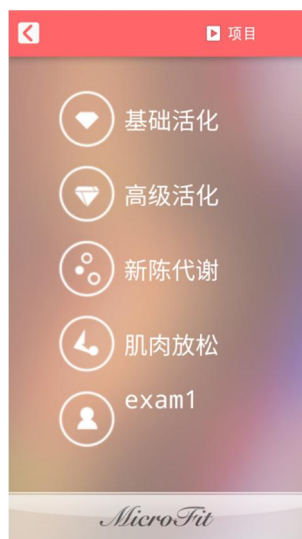 项目
基础活化
高级活化
新陈代谢
肌肉放松
exam1
MicroFit